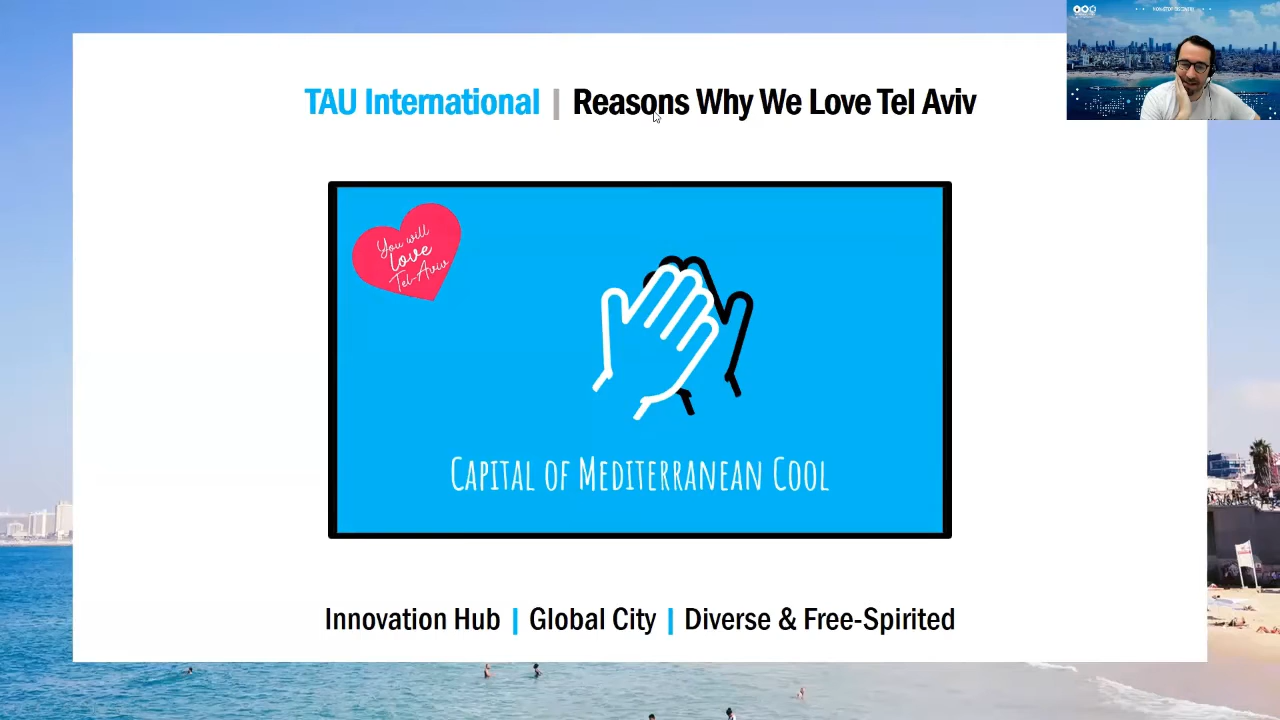 TAU International | Reasons Why We Love Tel Aviv
You will
love
Tel-Aviv
Capital of Mediterranean Cool
Innovation Hub | Global City | Diverse & Free-Spirited